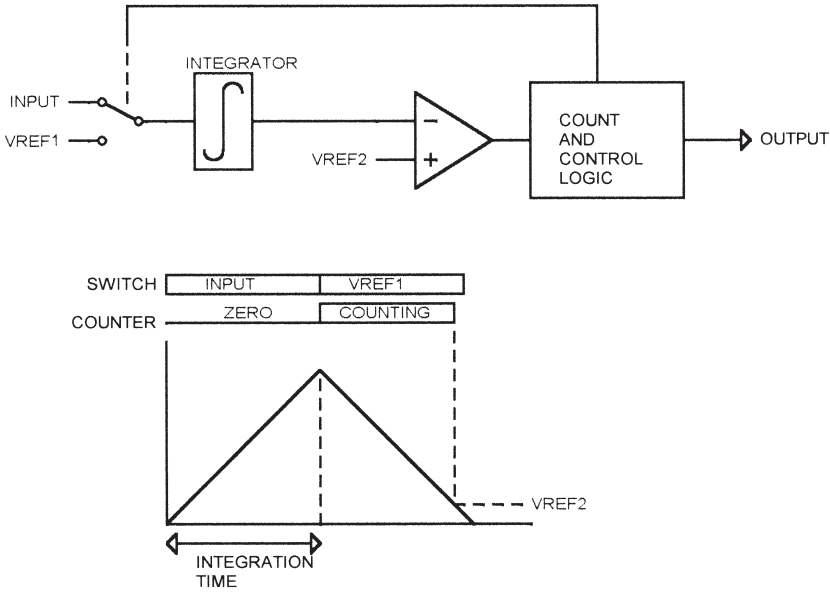 INTEGRATOR
INPUT
VREF1
VREF2
−
+
COUNT
AND
CONTROL
LOGIC
OUTPUT
SWITCH INPUT VREF1
COUNTER ZERO COUNTING
VREF2
INTEGRATION
TIME